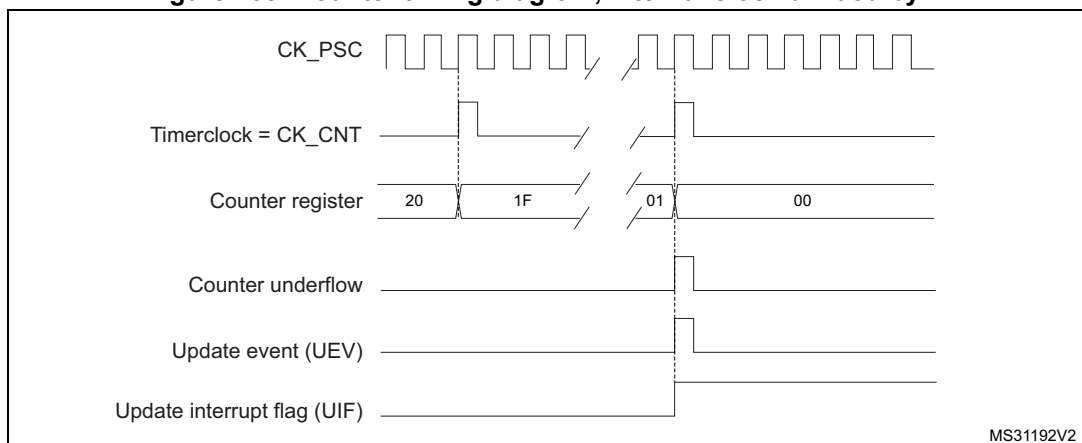 CK_PSC
Timerclock = CK_CNT
Counter register 20 1F 01 00
Counter underflow
Update event (UEV)
Update interrupt flag (UIF)
MS31192V2